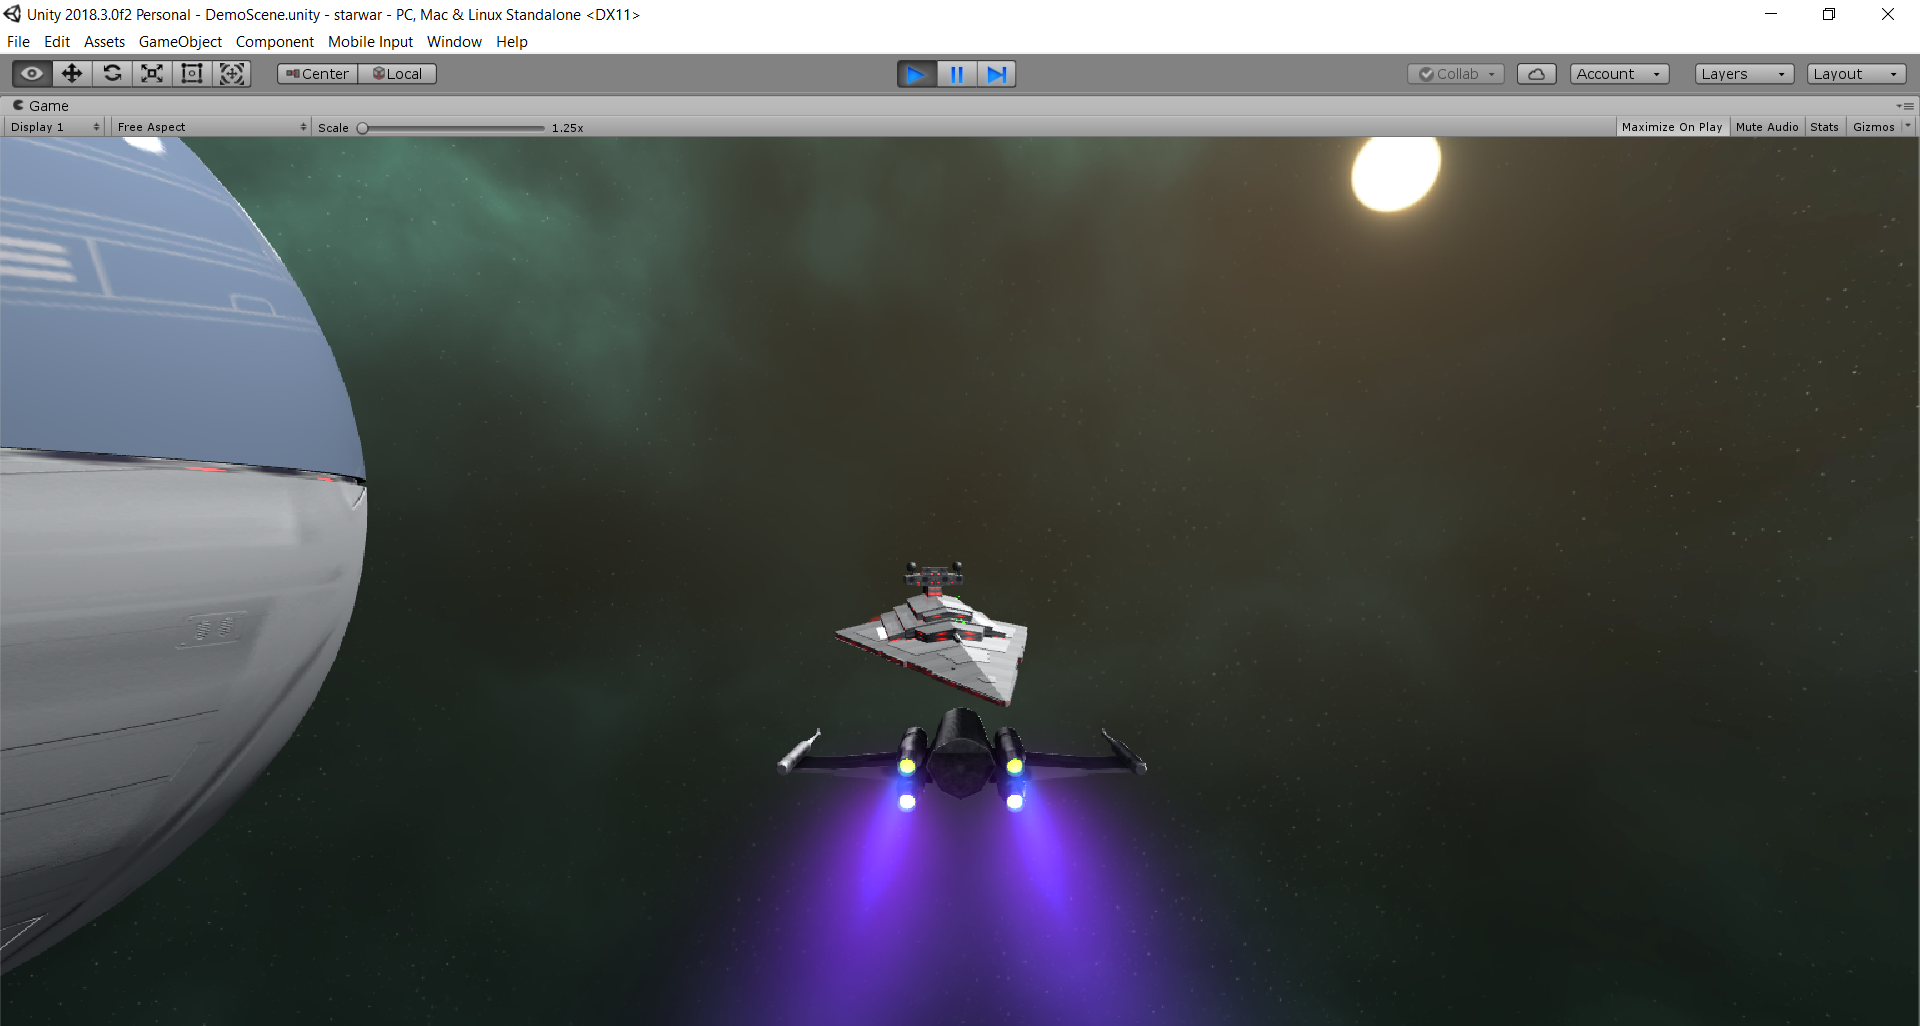 Unity 2018.3.0f2 Personal - DemoScene.unity - starwar - PC, Mac & Linux Standalone <DX11>
File Edit Assets GameObject Component Mobile Input Window Help
Center Local Collab Account Layers Layout
Game
Display 1 Free Aspect Scale 1.25x Maximize On Play Mute Audio Stats Gizmos